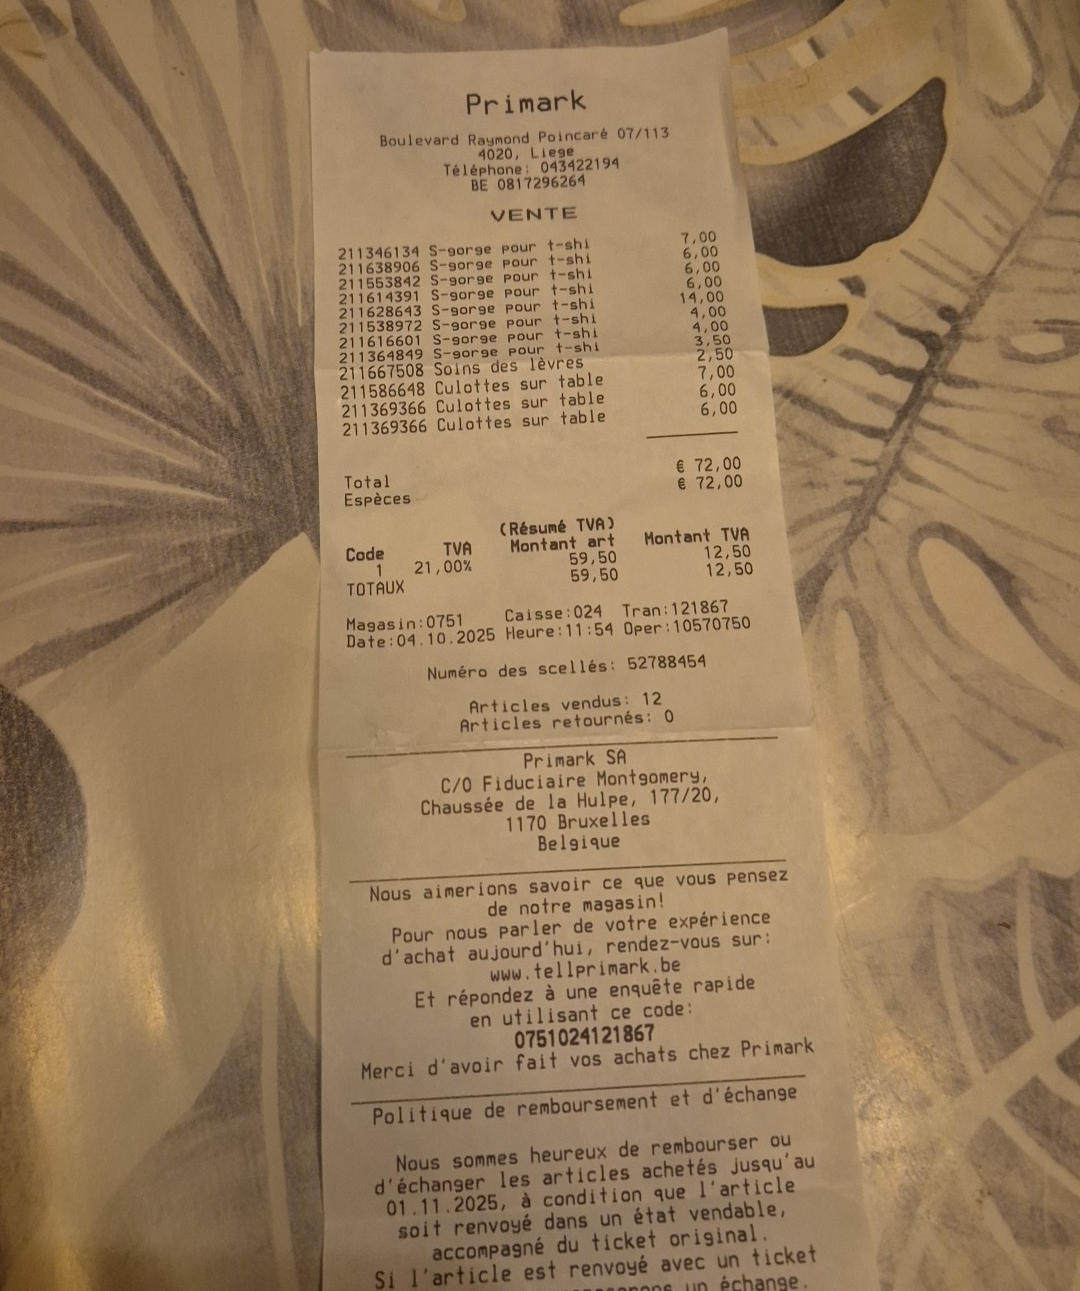 Primark
Boulevard Raymond Poincaré 07/113
4020, Liege
Téléphone: 043422194
BE 0817296264
VENTE
211346134 S-gorge pour t-shi 7,00
211638906 S-gorge pour t-shi 6,00
211553842 S-gorge pour t-shi 6,00
211614391 S-gorge pour t-shi 6,00
211628643 S-gorge pour t-shi 14,00
211538972 S-gorge pour t-shi 4,00
211616601 S-gorge pour t-shi 4,00
211364849 S-gorge pour t-shi 3,50
211667508 Soins des lèvres 2,50
211586648 Culottes sur table 7,00
211369366 Culottes sur table 6,00
211369366 Culottes sur table 6,00
Total € 72,00
Espèces € 72,00
(Résumé TVA)
Code TVA Montant art Montant TVA
1 21,00% 59,50 12,50
TOTAUX 59,50 12,50
Magasin:0751 Caisse:024 Tran:121867
Date:04.10.2025 Heure:11:54 Oper:10570750
Numéro des scellés: 52788454
Articles vendus: 12
Articles retournés: 0
Primark SA
C/O Fiduciaire Montgomery,
Chaussée de la Hulpe, 177/20,
1170 Bruxelles
Belgique
Nous aimerions savoir ce que vous pensez
de notre magasin!
Pour nous parler de votre expérience
d'achat aujourd'hui, rendez-vous sur:
www.tellprimark.be
Et répondez à une enquête rapide
en utilisant ce code:
0751024121867
Merci d'avoir fait vos achats chez Primark
Politique de remboursement et d'échange
Nous sommes heureux de rembourser ou
d'échanger les articles achetés jusqu'au
01.11.2025, à condition que l'article
soit renvoyé dans un état vendable,
accompagné du ticket original.
Si l'article est renvoyé avec un ticket
un échange.